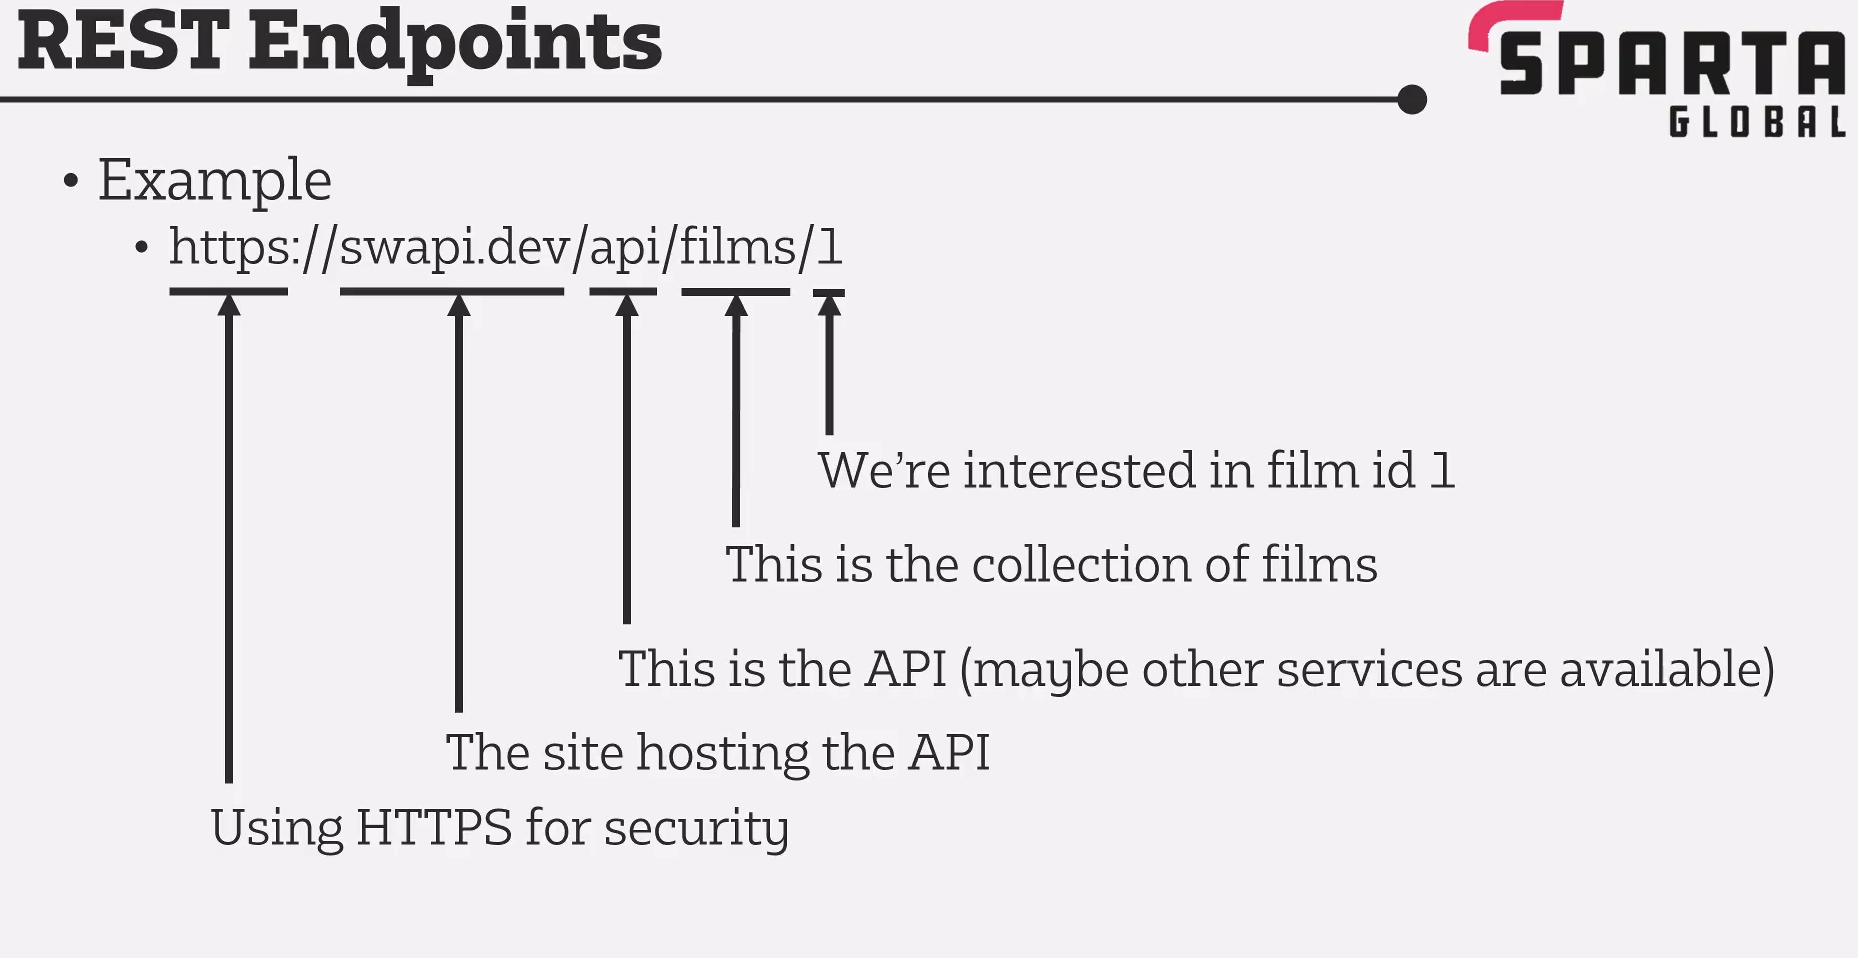 REST Endpoints
SPARTA
GLOBAL
• Example
• https://swapi.dev/api/films/1
We’re interested in film id 1
This is the collection of films
This is the API (maybe other services are available)
The site hosting the API
Using HTTPS for security